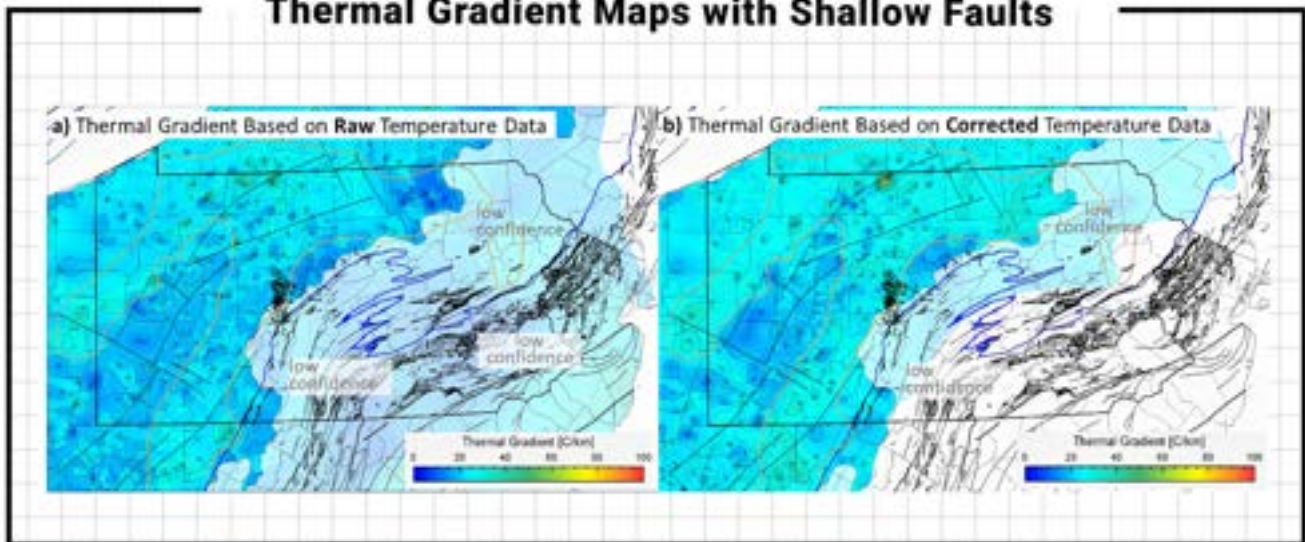 Thermal Gradient Maps with Shallow Faults
a) Thermal Gradient Based on Raw Temperature Data
low
confidence
low
confidence
low
confidence
Thermal Gradient [C/km]
0 20 40 60 80 100
b) Thermal Gradient Based on Corrected Temperature Data
low
confidence
low
confidence
Thermal Gradient [C/km]
0 20 40 60 80 100